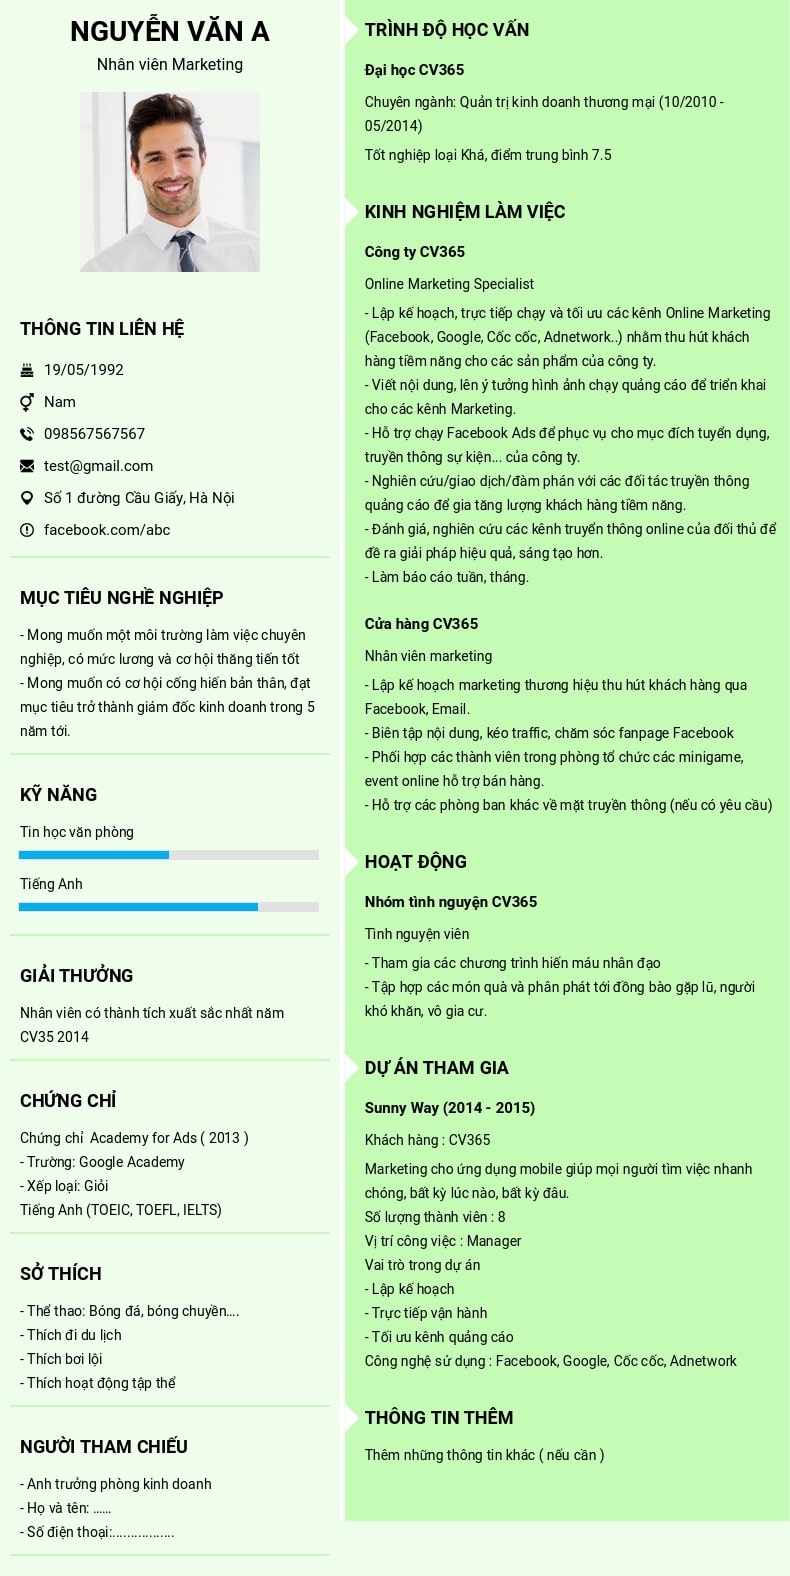 NGUYỄN VĂN A
Nhân viên Marketing
THÔNG TIN LIÊN HỆ
19/05/1992
Nam
098567567567
test@gmail.com
Số 1 đường Cầu Giấy, Hà Nội
facebook.com/abc
MỤC TIÊU NGHỀ NGHIỆP
- Mong muốn một môi trường làm việc chuyên
nghiệp, có mức lương và cơ hội thăng tiến tốt
- Mong muốn có cơ hội cống hiến bản thân, đạt
mục tiêu trở thành giám đốc kinh doanh trong 5
năm tới.
KỸ NĂNG
Tin học văn phòng
Tiếng Anh
GIẢI THƯỞNG
Nhân viên có thành tích xuất sắc nhất năm
CV35 2014
CHỨNG CHỈ
Chứng chỉ Academy for Ads ( 2013 )
- Trường: Google Academy
- Xếp loại: Giỏi
Tiếng Anh (TOEIC, TOEFL, IELTS)
SỞ THÍCH
- Thể thao: Bóng đá, bóng chuyền....
- Thích đi du lịch
- Thích bơi lội
- Thích hoạt động tập thể
NGƯỜI THAM CHIẾU
- Anh trưởng phòng kinh doanh
- Họ và tên: ......
- Số điện thoại:.................
TRÌNH ĐỘ HỌC VẤN
Đại học CV365
Chuyên ngành: Quản trị kinh doanh thương mại (10/2010 -
05/2014)
Tốt nghiệp loại Khá, điểm trung bình 7.5
KINH NGHIỆM LÀM VIỆC
Công ty CV365
Online Marketing Specialist
- Lập kế hoạch, trực tiếp chạy và tối ưu các kênh Online Marketing
(Facebook, Google, Cốc cốc, Adnetwork..) nhằm thu hút khách
hàng tiềm năng cho các sản phẩm của công ty.
- Viết nội dung, lên ý tưởng hình ảnh chạy quảng cáo để triển khai
cho các kênh Marketing.
- Hỗ trợ chạy Facebook Ads để phục vụ cho mục đích tuyển dụng,
truyền thông sự kiện... của công ty.
- Nghiên cứu/giao dịch/đàm phán với các đối tác truyền thông
quảng cáo để gia tăng lượng khách hàng tiềm năng.
- Đánh giá, nghiên cứu các kênh truyển thông online của đối thủ để
đề ra giải pháp hiệu quả, sáng tạo hơn.
- Làm báo cáo tuần, tháng.
Cửa hàng CV365
Nhân viên marketing
- Lập kế hoạch marketing thương hiệu thu hút khách hàng qua
Facebook, Email.
- Biên tập nội dung, kéo traffic, chăm sóc fanpage Facebook
- Phối hợp các thành viên trong phòng tổ chức các minigame,
event online hỗ trợ bán hàng.
- Hỗ trợ các phòng ban khác về mặt truyền thông (nếu có yêu cầu)
HOẠT ĐỘNG
Nhóm tình nguyện CV365
Tình nguyện viên
- Tham gia các chương trình hiến máu nhân đạo
- Tập hợp các món quà và phân phát tới đồng bào gặp lũ, người
khó khăn, vô gia cư.
DỰ ÁN THAM GIA
Sunny Way (2014 - 2015)
Khách hàng : CV365
Marketing cho ứng dụng mobile giúp mọi người tìm việc nhanh
chóng, bất kỳ lúc nào, bất kỳ đâu.
Số lượng thành viên : 8
Vị trí công việc : Manager
Vai trò trong dự án
- Lập kế hoạch
- Trực tiếp vận hành
- Tối ưu kênh quảng cáo
Công nghệ sử dụng : Facebook, Google, Cốc cốc, Adnetwork
THÔNG TIN THÊM
Thêm những thông tin khác ( nếu cần )